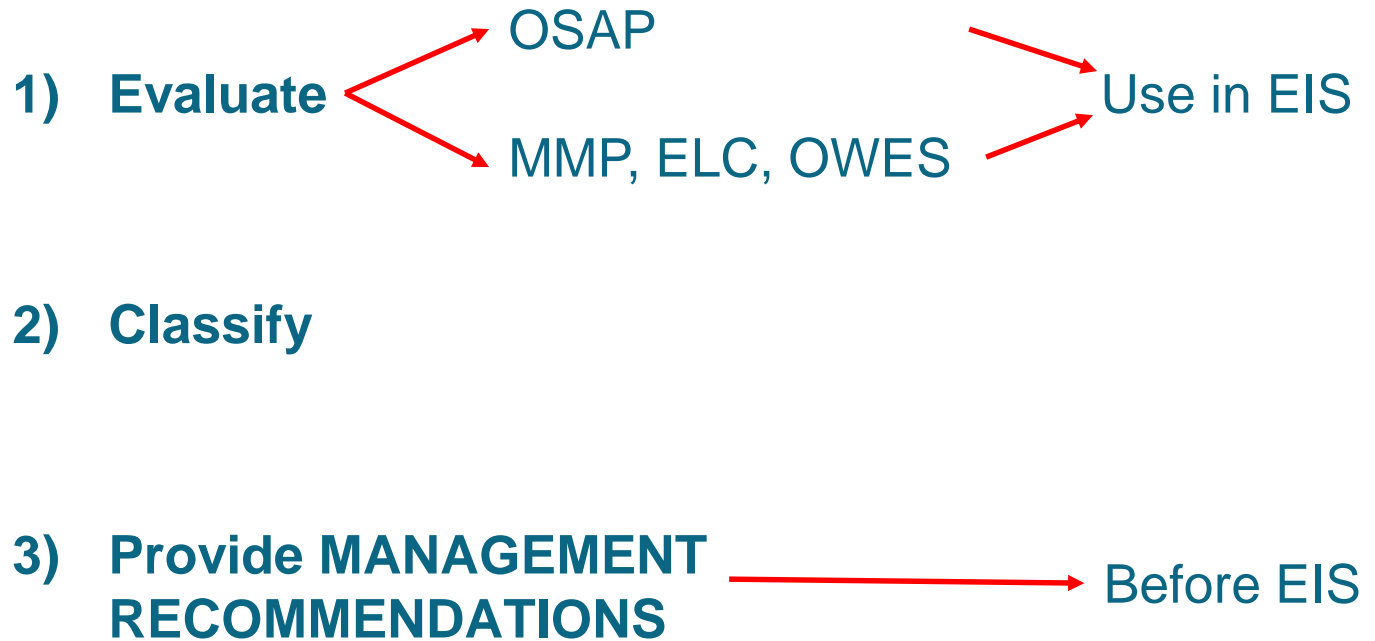 OSAP
1) Evaluate
Use in EIS
MMP, ELC, OWES
2) Classify
3) Provide MANAGEMENT
RECOMMENDATIONS
Before EIS